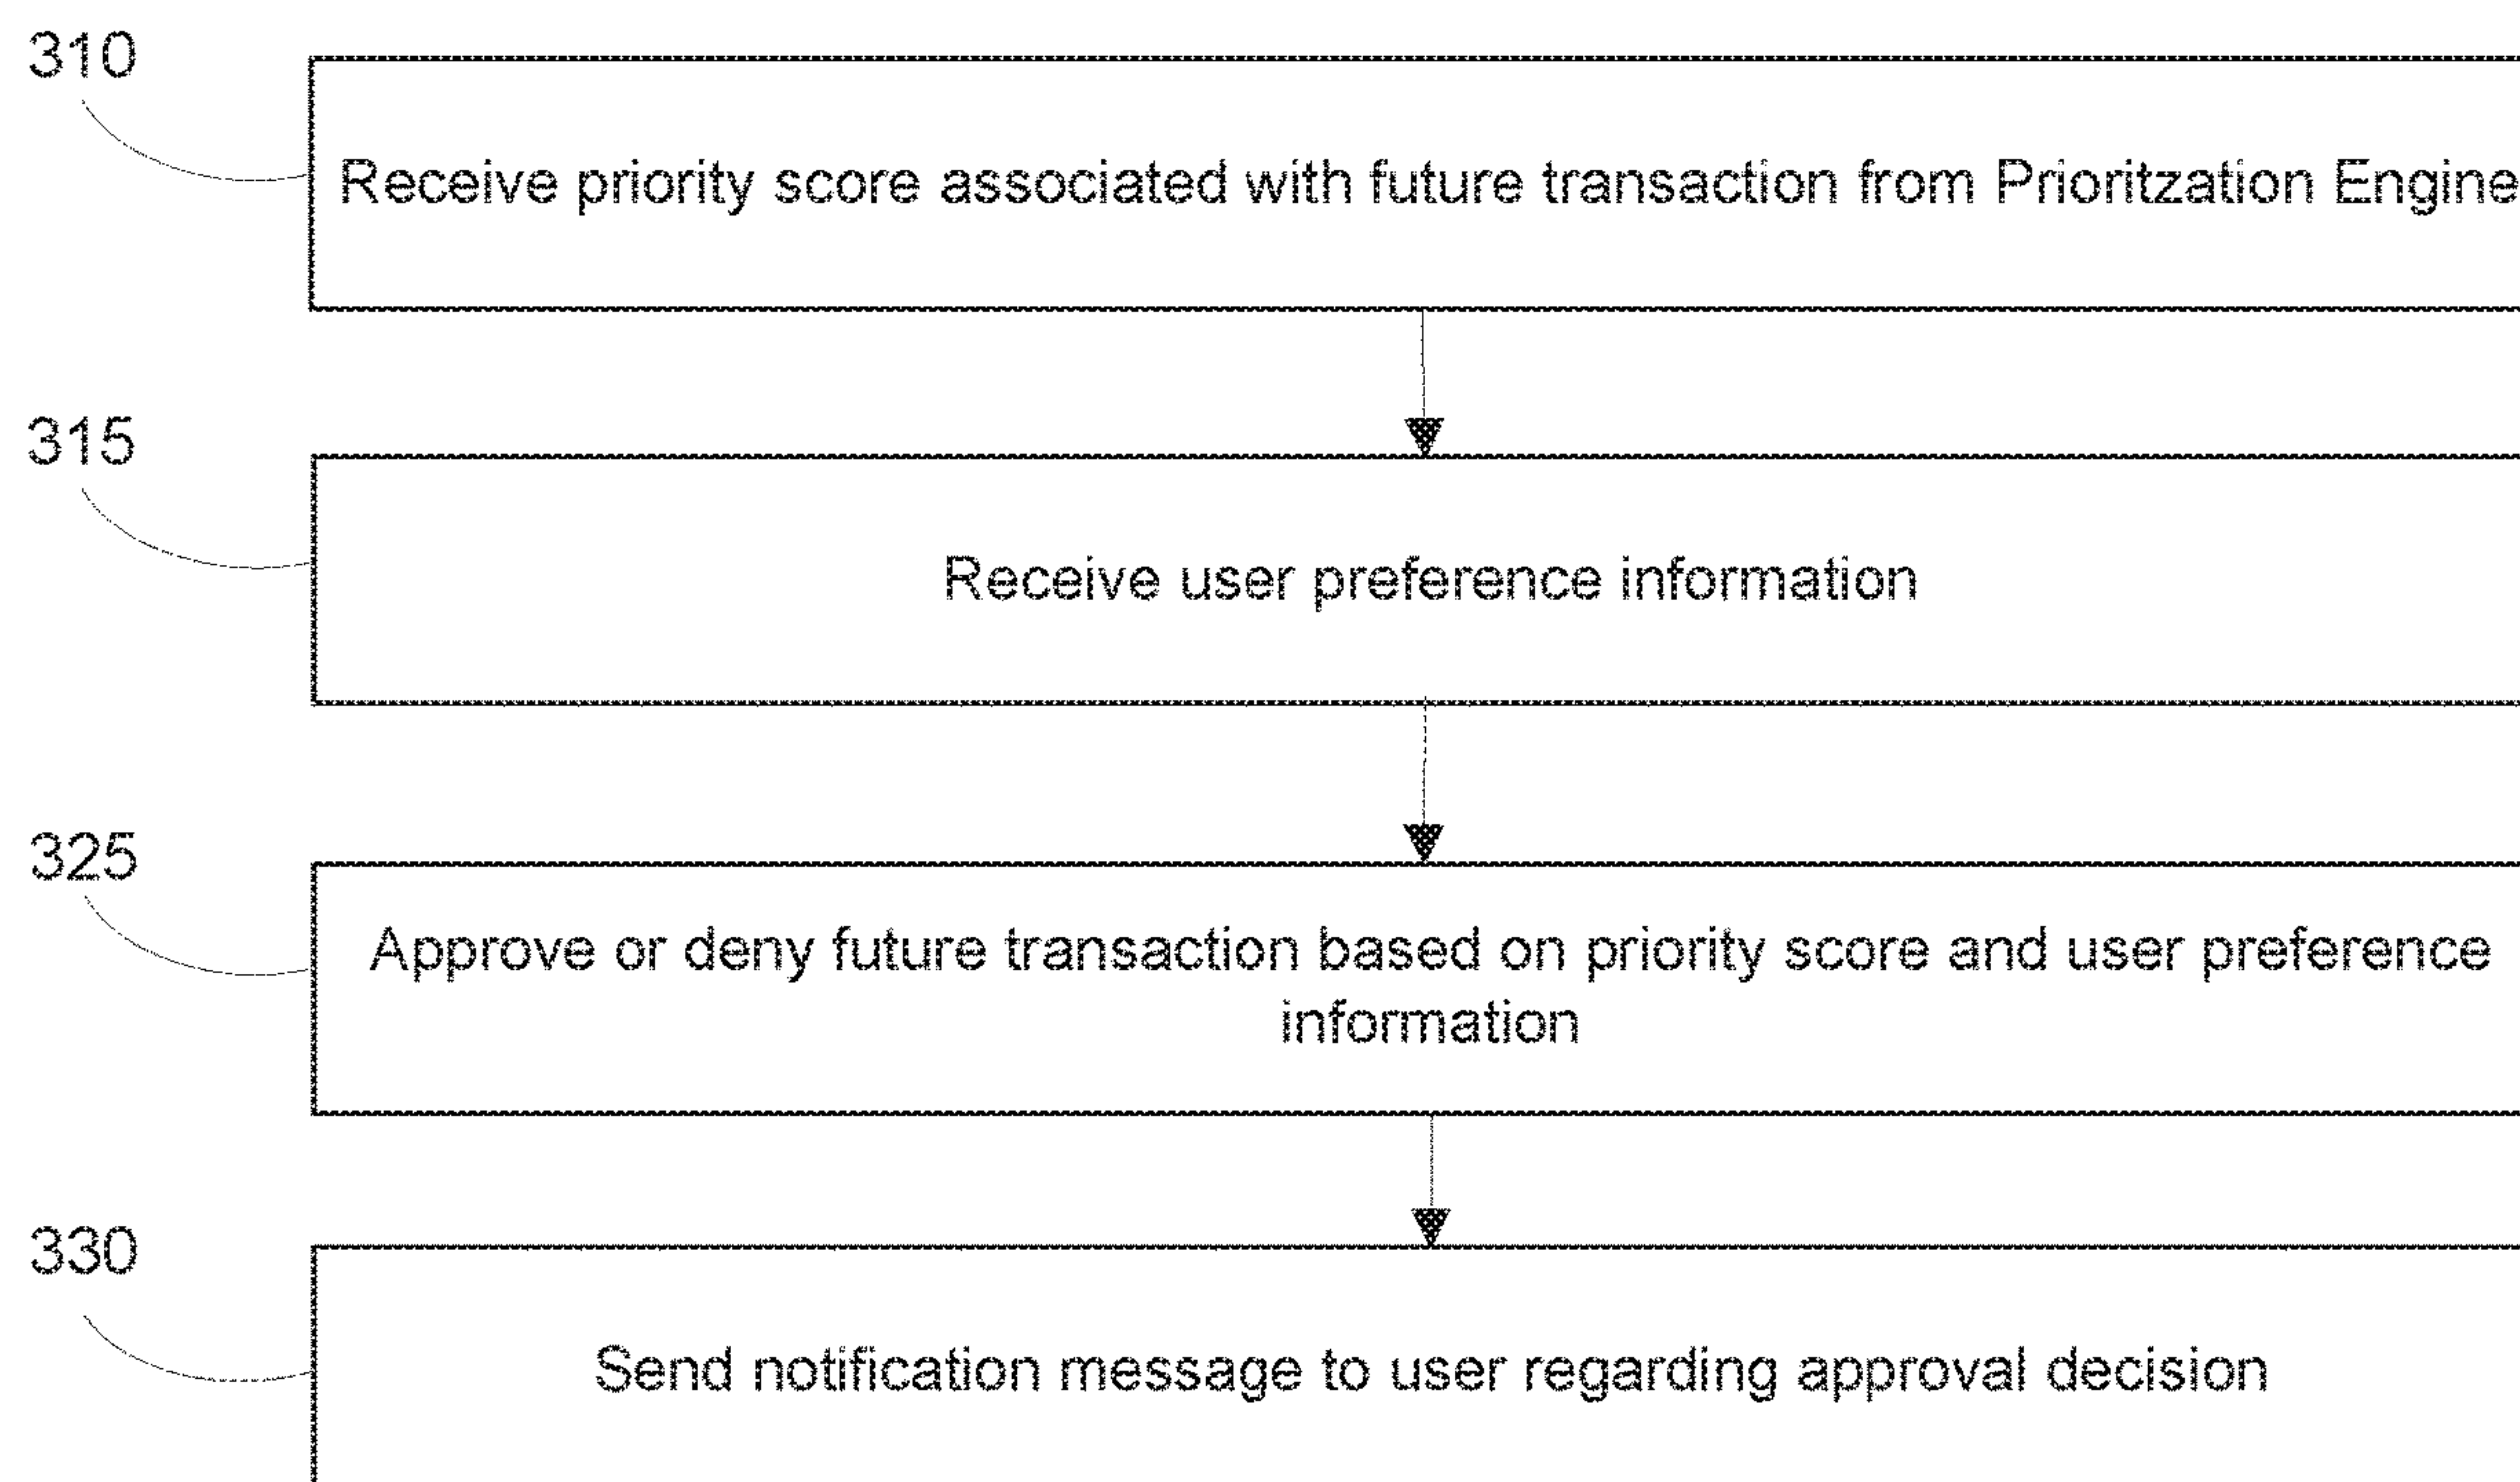 310
Receive priority score associated with future transaction from Prioritzation Engine
315
Receive user preference information
325
Approve or deny future transaction based on priority score and user preference
information
330
Send notification message to user regarding approval decision